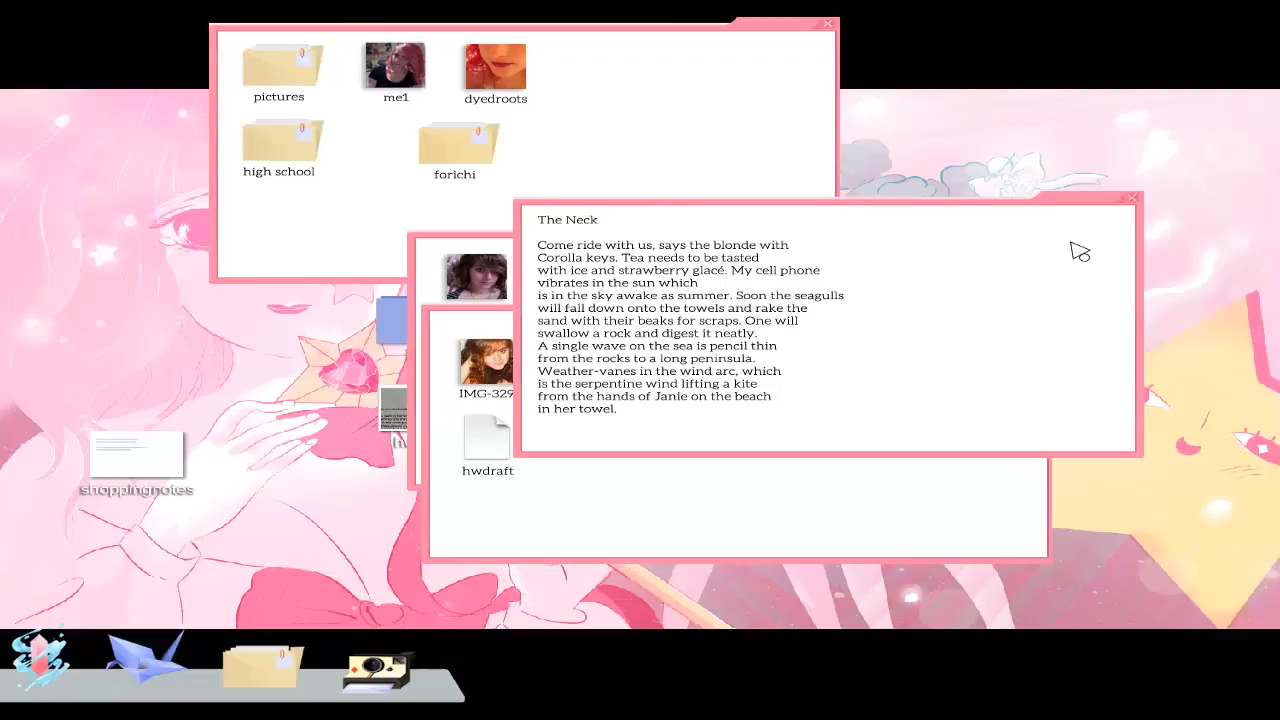 pictures
me1
dyedroots
high school
forichi
The Neck
Come ride with us, says the blonde with
Corolla keys. Tea needs to be tasted
with ice and strawberry glacé. My cell phone
vibrates in the sun which
is in the sky awake as summer. Soon the seagulls
will fall down onto the towels and rake the
sand with their beaks for scraps. One will
swallow a rock and digest it neatly.
A single wave on the sea is pencil thin
from the rocks to a long peninsula.
Weather-vanes in the wind arc, which
is the serpentine wind lifting a kite
from the hands of Janie on the beach
in her towel.
IMG-329
hwdraft
shoppingnotes